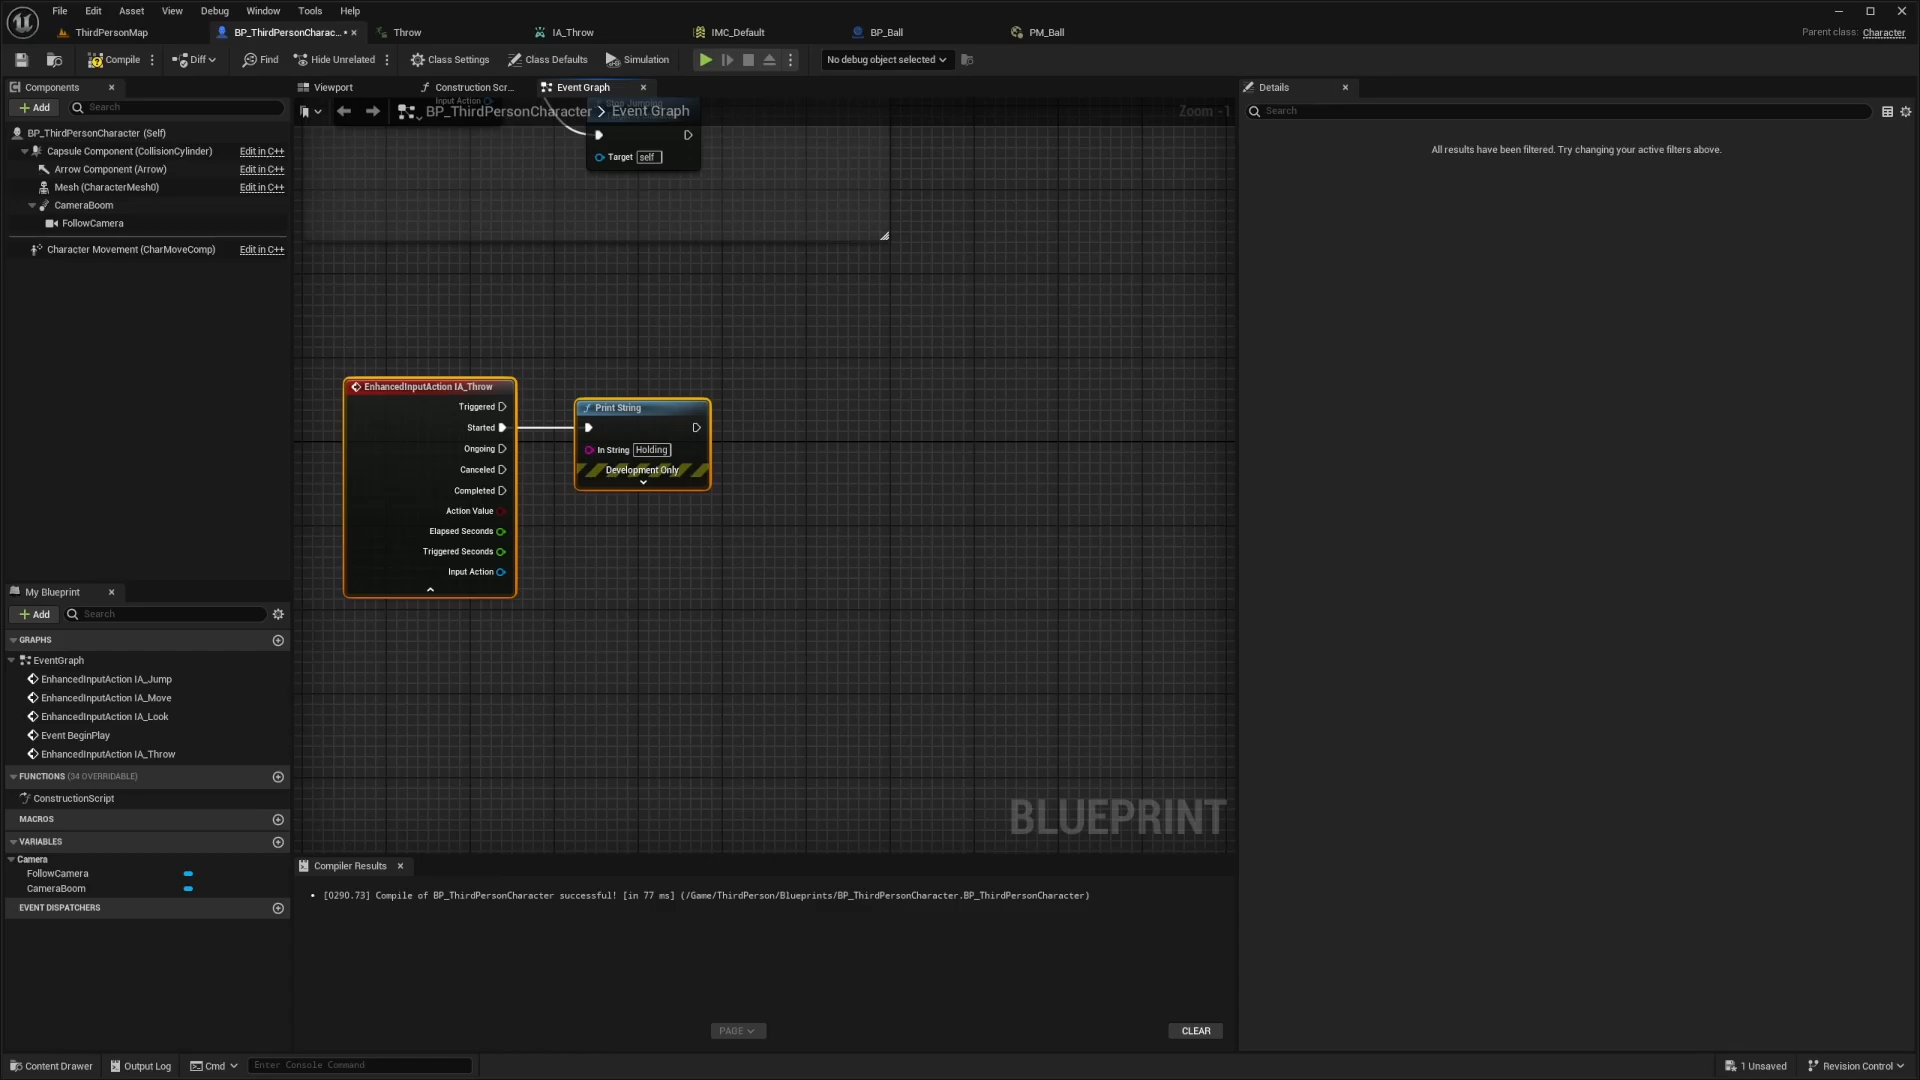 File Edit Asset View Debug Window Tools Help
ThirdPersonMap
BP_ThirdPersonCharac... •
Throw
IA_Throw
IMC_Default
BP_Ball
PM_Ball
Parent class: Character
Compile
Diff
Find
Hide Unrelated
Class Settings
Class Defaults
Simulation
No debug object selected
Components
Add
Search
BP_ThirdPersonCharacter (Self)
Capsule Component (CollisionCylinder) Edit in C++
Arrow Component (Arrow) Edit in C++
Mesh (CharacterMesh0) Edit in C++
CameraBoom
FollowCamera
Character Movement (CharMoveComp) Edit in C++
My Blueprint
Add
Search
GRAPHS
EventGraph
EnhancedInputAction IA_Jump
EnhancedInputAction IA_Move
EnhancedInputAction IA_Look
Event BeginPlay
EnhancedInputAction IA_Throw
FUNCTIONS (34 OVERRIDABLE)
ConstructionScript
MACROS
VARIABLES
Camera
FollowCamera
CameraBoom
EVENT DISPATCHERS
Viewport
Construction Scr...
Event Graph
Input Action
Stop Jumping
BP_ThirdPersonCharacter > Event Graph
Zoom -1
Target self
EnhancedInputAction IA_Throw
Triggered
Started
Ongoing
Canceled
Completed
Action Value
Elapsed Seconds
Triggered Seconds
Input Action
Print String
In String Holding
Development Only
BLUEPRINT
Compiler Results
• [0290.73] Compile of BP_ThirdPersonCharacter successful! [in 77 ms] (/Game/ThirdPerson/Blueprints/BP_ThirdPersonCharacter.BP_ThirdPersonCharacter)
PAGE
CLEAR
Details
Search
All results have been filtered. Try changing your active filters above.
Content Drawer
Output Log
Cmd
Enter Console Command
1 Unsaved
Revision Control